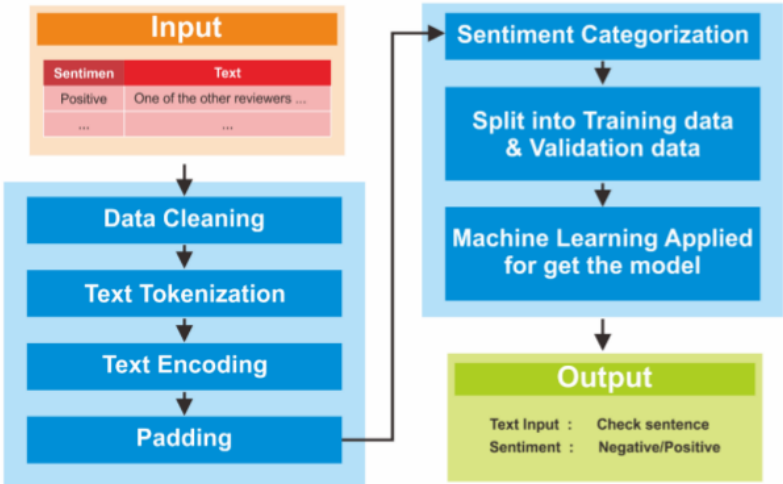 Input
Sentimen Text
Positive One of the other reviewers ...
... ...
Data Cleaning
Text Tokenization
Text Encoding
Padding
Sentiment Categorization
Split into Training data
& Validation data
Machine Learning Applied
for get the model
Output
Text Input : Check sentence
Sentiment : Negative/Positive